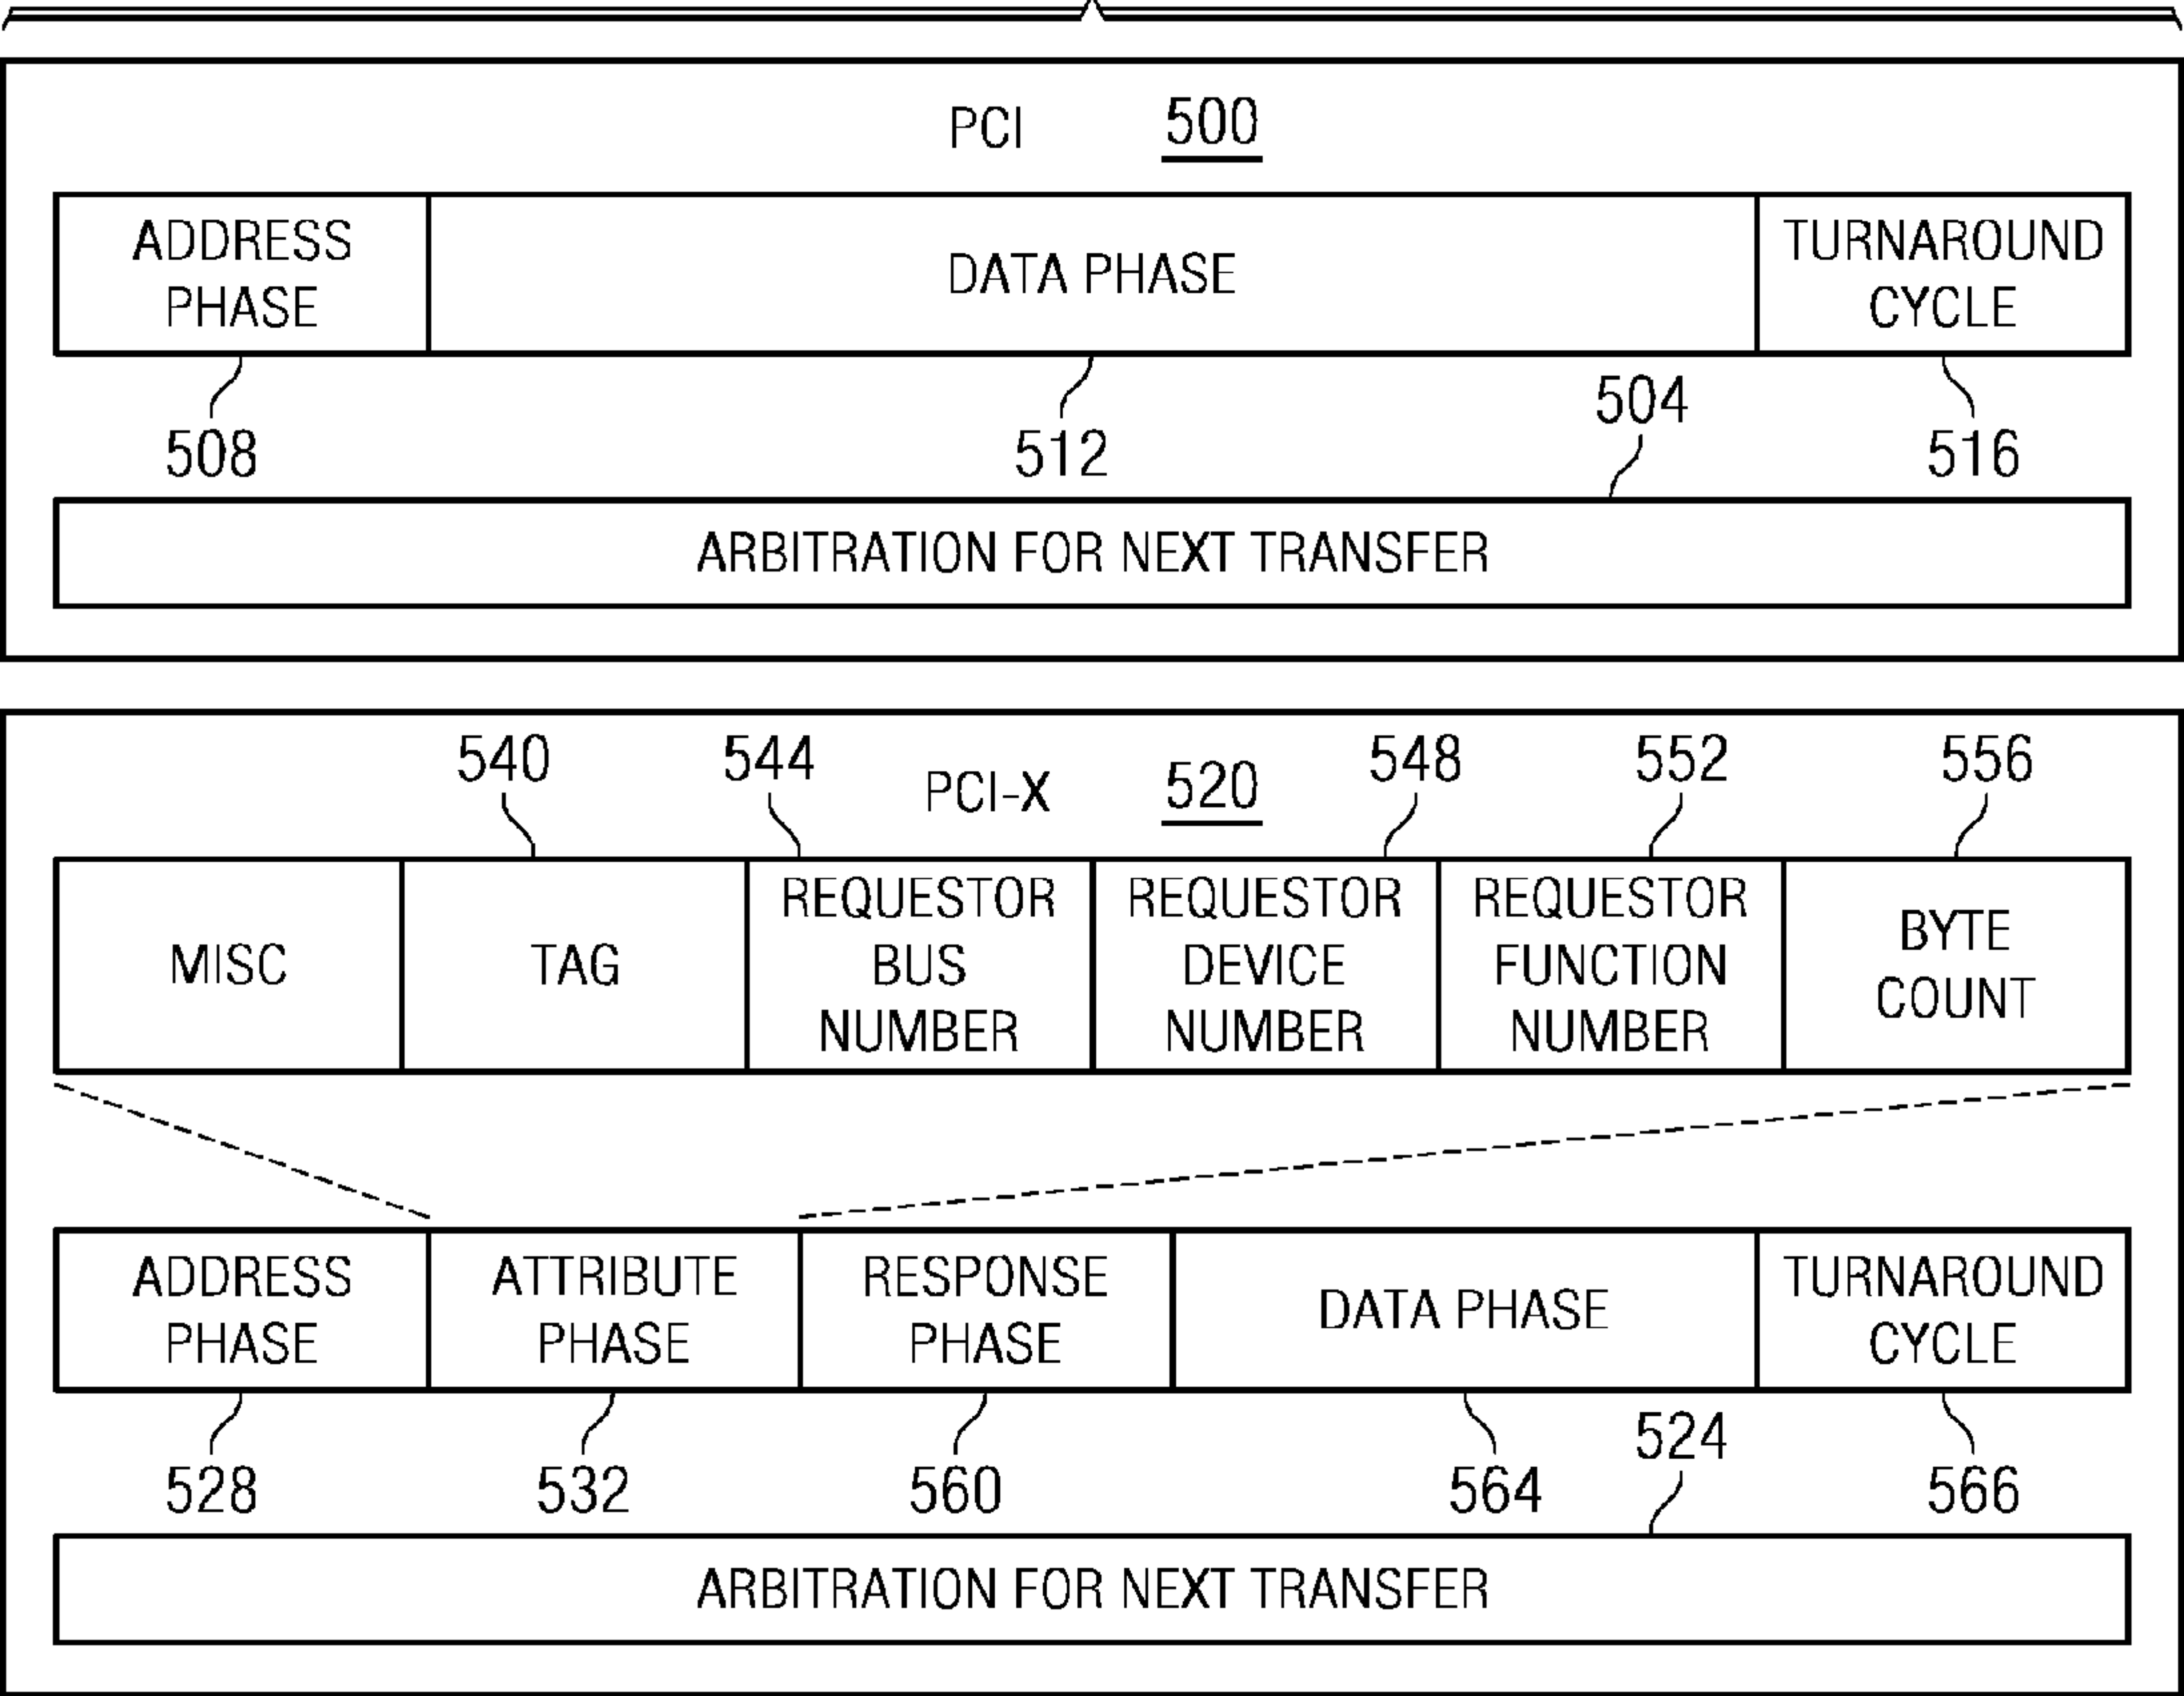 PCI 500
ADDRESS
PHASE
DATA PHASE
TURNAROUND
CYCLE
508
512
504
516
ARBITRATION FOR NEXT TRANSFER
540
544
PCI-X 520
548
552
556
MISC
TAG
REQUESTOR
BUS
NUMBER
REQUESTOR
DEVICE
NUMBER
REQUESTOR
FUNCTION
NUMBER
BYTE
COUNT
ADDRESS
PHASE
ATTRIBUTE
PHASE
RESPONSE
PHASE
DATA PHASE
TURNAROUND
CYCLE
528
532
560
564
524
566
ARBITRATION FOR NEXT TRANSFER